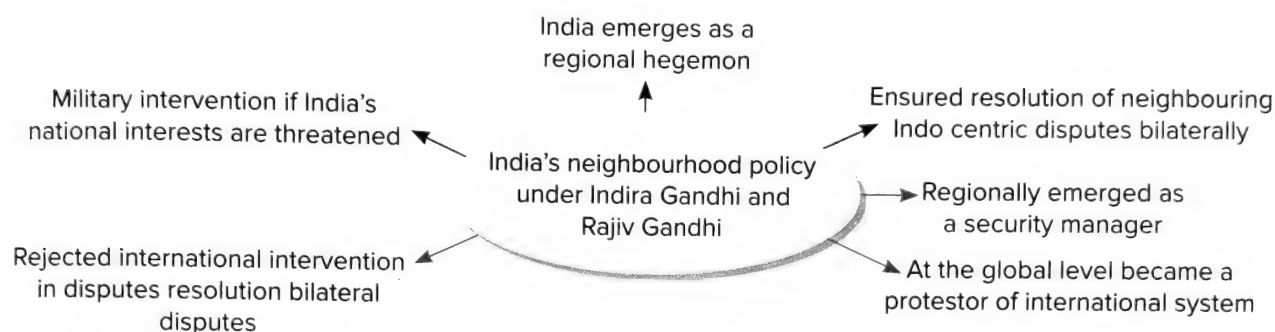 India emerges as a
regional hegemon
Military intervention if India's
national interests are threatened
Ensured resolution of neighbouring
Indo centric disputes bilaterally
India's neighbourhood policy
under Indira Gandhi and
Rajiv Gandhi
Regionally emerged as
a security manager
Rejected international intervention
in disputes resolution bilateral
disputes
At the global level became a
protestor of international system